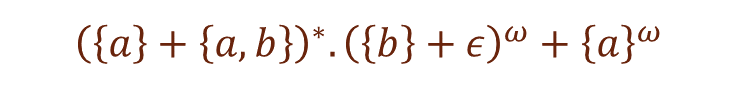 ({a} + {a, b})*.({b} + ϵ)^ω + {a}^ω